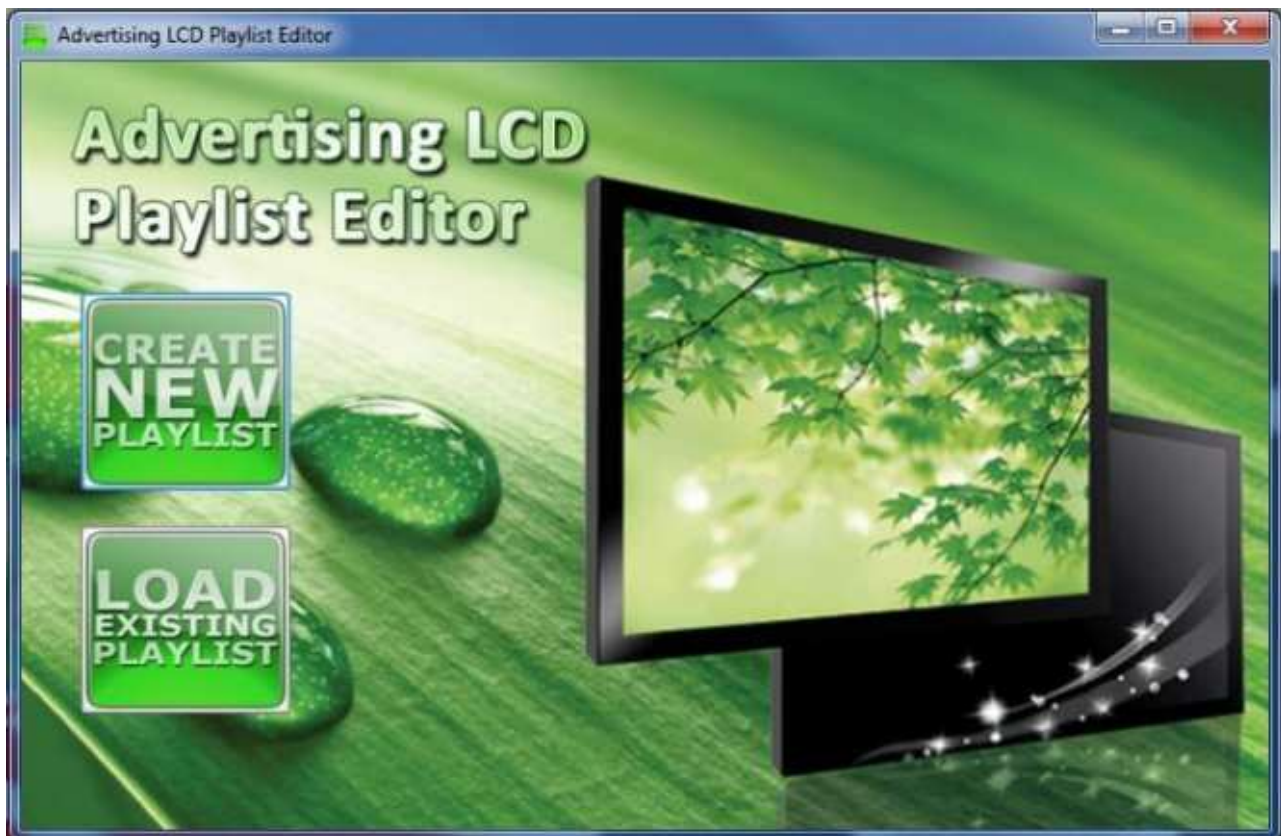 Advertising LCD Playlist Editor
Advertising LCD
Playlist Editor
CREATE
NEW
PLAYLIST
LOAD
EXISTING
PLAYLIST